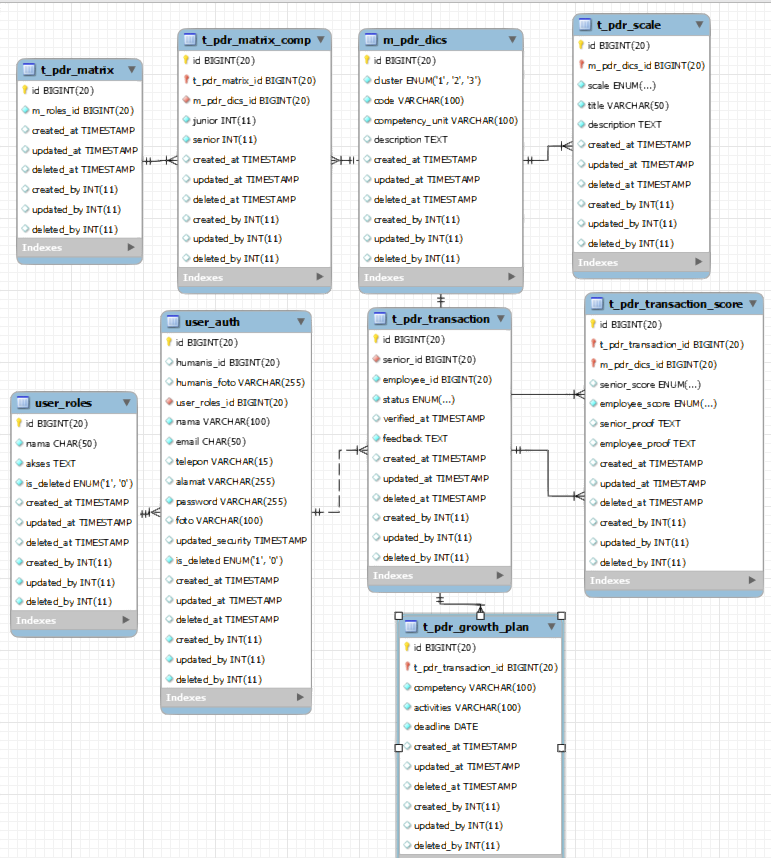 t_pdr_matrix
id BIGINT(20)
m_roles_id BIGINT(20)
created_at TIMESTAMP
updated_at TIMESTAMP
deleted_at TIMESTAMP
created_by INT(11)
updated_by INT(11)
deleted_by INT(11)
Indexes
t_pdr_matrix_comp
id BIGINT(20)
t_pdr_matrix_id BIGINT(20)
m_pdr_dics_id BIGINT(20)
junior INT(11)
senior INT(11)
created_at TIMESTAMP
updated_at TIMESTAMP
deleted_at TIMESTAMP
created_by INT(11)
updated_by INT(11)
deleted_by INT(11)
Indexes
m_pdr_dics
id BIGINT(20)
cluster ENUM('1', '2', '3')
code VARCHAR(100)
competency_unit VARCHAR(100)
description TEXT
created_at TIMESTAMP
updated_at TIMESTAMP
deleted_at TIMESTAMP
created_by INT(11)
updated_by INT(11)
deleted_by INT(11)
Indexes
t_pdr_scale
id BIGINT(20)
m_pdr_dics_id BIGINT(20)
scale ENUM(...)
title VARCHAR(50)
description TEXT
created_at TIMESTAMP
updated_at TIMESTAMP
deleted_at TIMESTAMP
created_by INT(11)
updated_by INT(11)
deleted_by INT(11)
Indexes
user_roles
id BIGINT(20)
nama CHAR(50)
akses TEXT
is_deleted ENUM('1', '0')
created_at TIMESTAMP
updated_at TIMESTAMP
deleted_at TIMESTAMP
created_by INT(11)
updated_by INT(11)
deleted_by INT(11)
Indexes
user_auth
id BIGINT(20)
humanis_id BIGINT(20)
humanis_foto VARCHAR(255)
user_roles_id BIGINT(20)
nama VARCHAR(100)
email CHAR(50)
telepon VARCHAR(15)
alamat VARCHAR(255)
password VARCHAR(255)
foto VARCHAR(100)
updated_security TIMESTAMP
is_deleted ENUM('1', '0')
created_at TIMESTAMP
updated_at TIMESTAMP
deleted_at TIMESTAMP
created_by INT(11)
updated_by INT(11)
deleted_by INT(11)
Indexes
t_pdr_transaction
id BIGINT(20)
senior_id BIGINT(20)
employee_id BIGINT(20)
status ENUM(...)
verified_at TIMESTAMP
feedback TEXT
created_at TIMESTAMP
updated_at TIMESTAMP
deleted_at TIMESTAMP
created_by INT(11)
updated_by INT(11)
deleted_by INT(11)
Indexes
t_pdr_transaction_score
id BIGINT(20)
t_pdr_transaction_id BIGINT(20)
m_pdr_dics_id BIGINT(20)
senior_score ENUM(...)
employee_score ENUM(...)
senior_proof TEXT
employee_proof TEXT
created_at TIMESTAMP
updated_at TIMESTAMP
deleted_at TIMESTAMP
created_by INT(11)
updated_by INT(11)
deleted_by INT(11)
Indexes
t_pdr_growth_plan
id BIGINT(20)
t_pdr_transaction_id BIGINT(20)
competency VARCHAR(100)
activities VARCHAR(100)
deadline DATE
created_at TIMESTAMP
updated_at TIMESTAMP
deleted_at TIMESTAMP
created_by INT(11)
updated_by INT(11)
deleted_by INT(11)